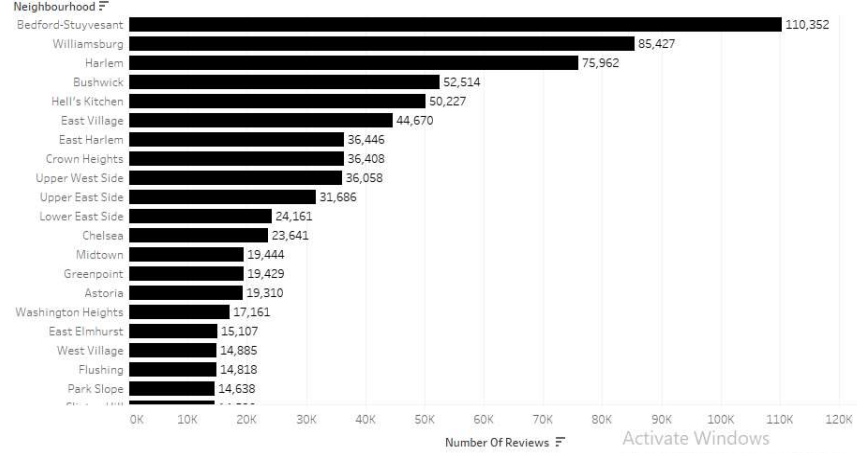 Neighbourhood
Bedford-Stuyvesant 110,352
Williamsburg 85,427
Harlem 75,962
Bushwick 52,514
Hell's Kitchen 50,227
East Village 44,670
East Harlem 36,446
Crown Heights 36,408
Upper West Side 36,058
Upper East Side 31,686
Lower East Side 24,161
Chelsea 23,641
Midtown 19,444
Greenpoint 19,429
Astoria 19,310
Washington Heights 17,161
East Elmhurst 15,107
West Village 14,885
Flushing 14,818
Park Slope 14,638
0K 10K 20K 30K 40K 50K 60K 70K 80K 90K 100K 110K 120K
Number Of Reviews
Activate Windows